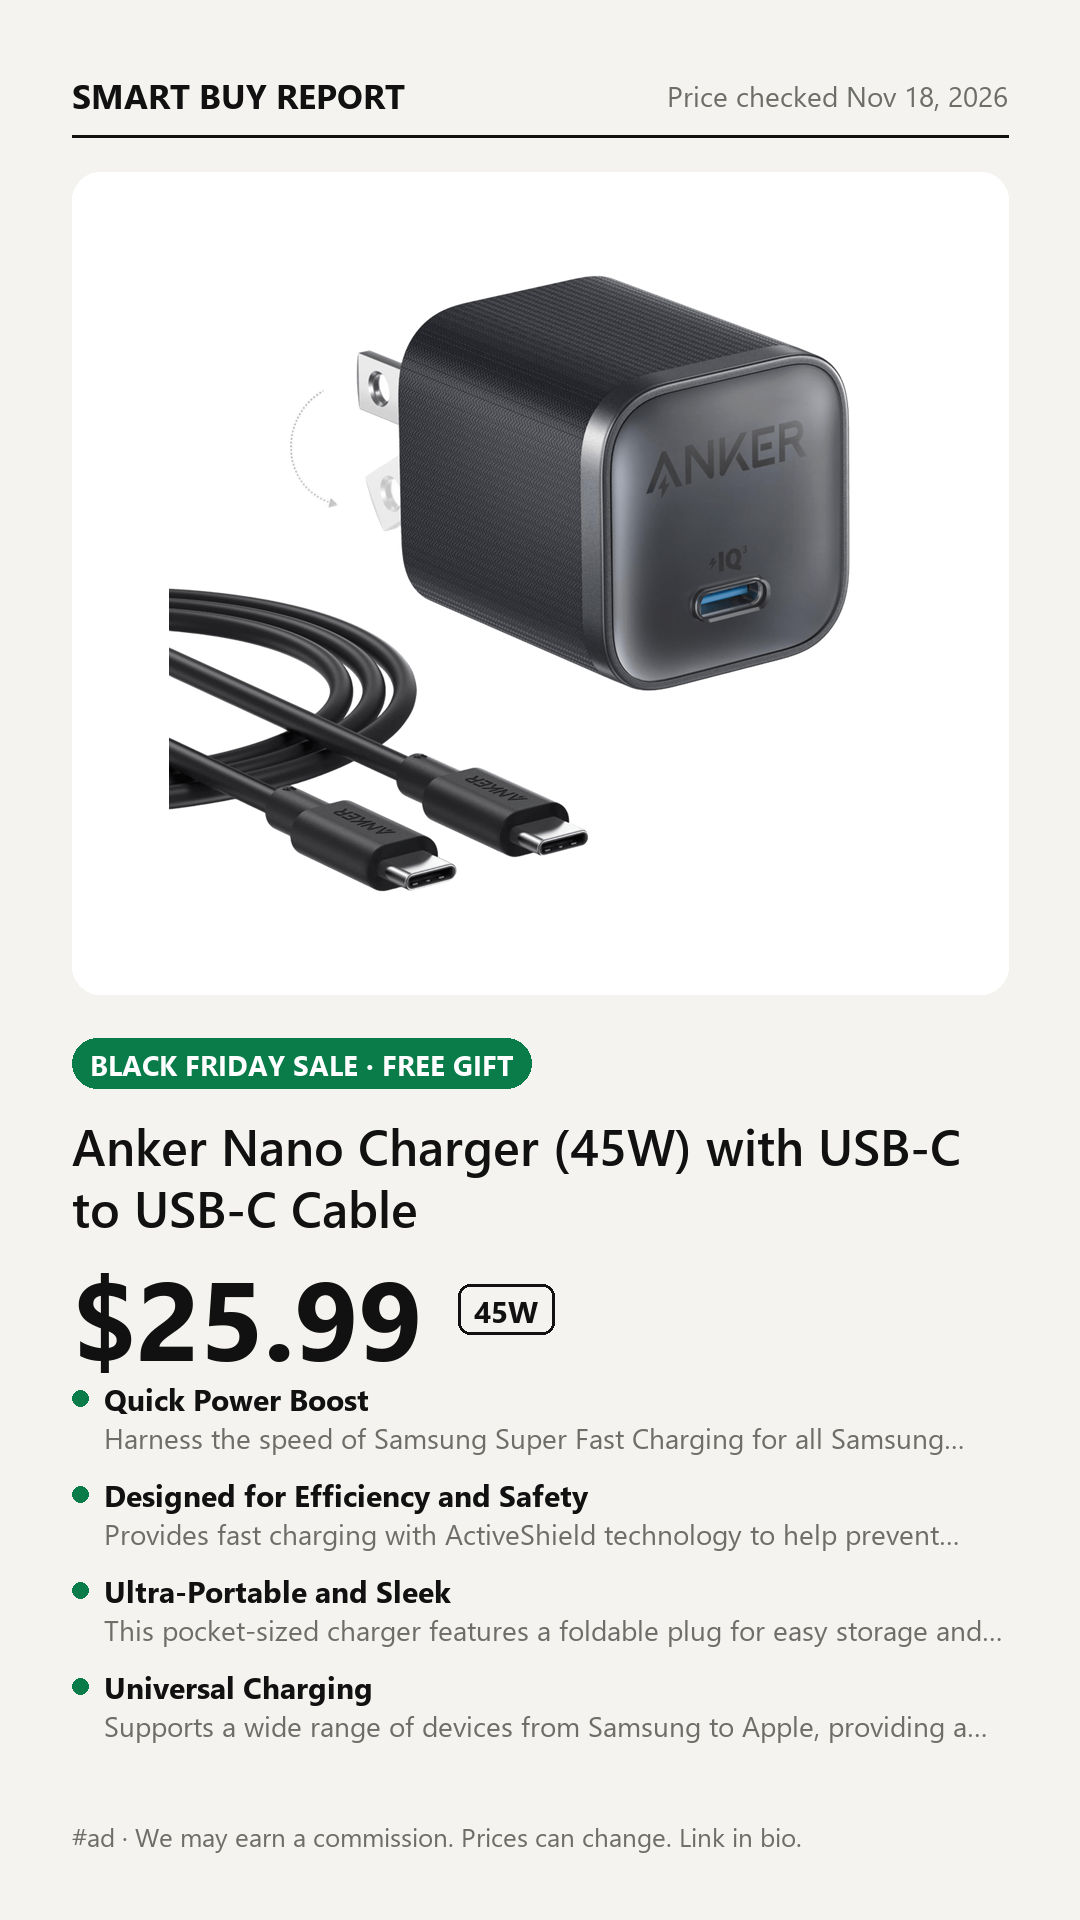 SMART BUY REPORT
Price checked Nov 18, 2026
ANKER
IQ3
ANKER
ANKER
BLACK FRIDAY SALE · FREE GIFT
Anker Nano Charger (45W) with USB-C
to USB-C Cable
$25.99
45W
Quick Power Boost
Harness the speed of Samsung Super Fast Charging for all Samsung...
Designed for Efficiency and Safety
Provides fast charging with ActiveShield technology to help prevent...
Ultra-Portable and Sleek
This pocket-sized charger features a foldable plug for easy storage and...
Universal Charging
Supports a wide range of devices from Samsung to Apple, providing a...
#ad · We may earn a commission. Prices can change. Link in bio.